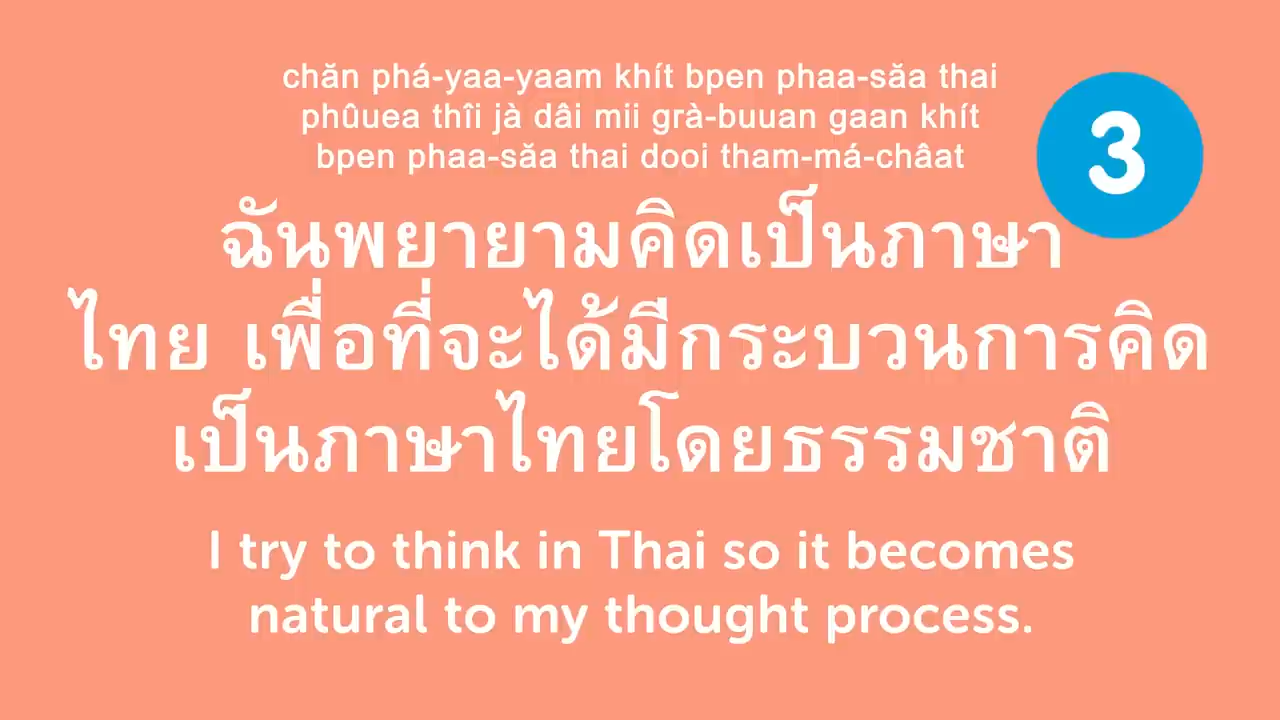 chăn phá-yaa-yaam khít bpen phaa-săa thai
phûuea thîi jà dâi mii grà-buuan gaan khít
bpen phaa-săa thai dooi tham-má-châat
3
ฉันพยายามคิดเป็นภาษา
ไทย เพื่อที่จะได้มีกระบวนการคิด
เป็นภาษาไทยโดยธรรมชาติ
I try to think in Thai so it becomes
natural to my thought process.